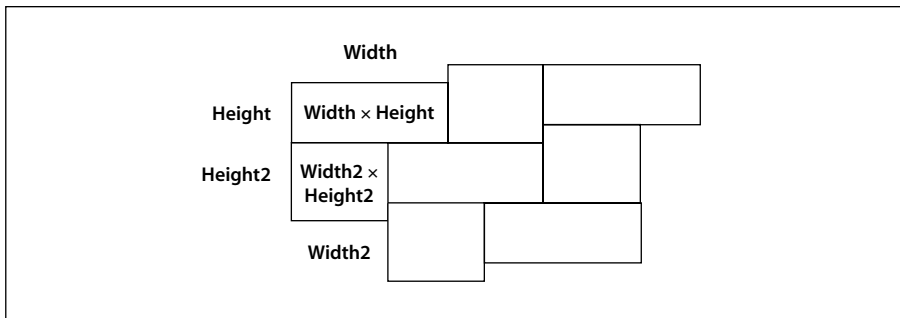 Width
Height
Width × Height
Height2
Width2 ×
Height2
Width2